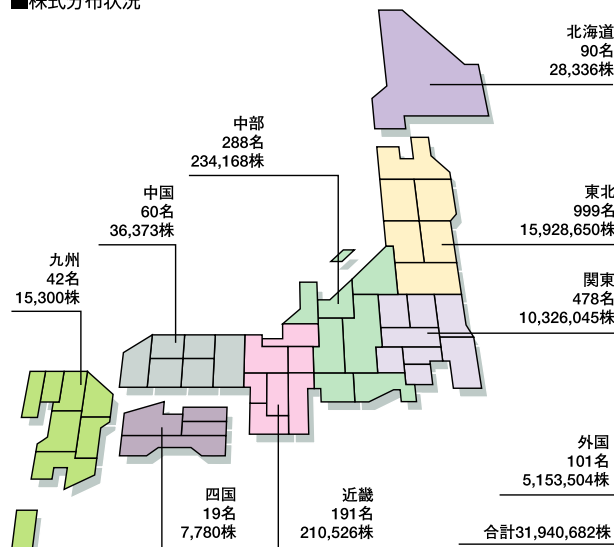 ■株式分布状況
北海道
90名
28,336株
中部
288名
234,168株
中国
60名
36,373株
東北
999名
15,928,650株
九州
42名
15,300株
関東
478名
10,326,045株
外国
101名
5,153,504株
四国
19名
7,780株
近畿
191名
210,526株
合計31,940,682株